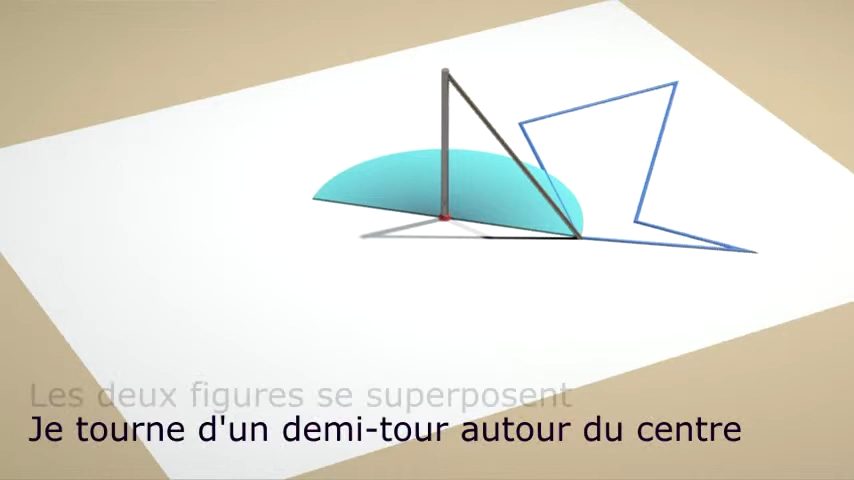 Les deux figures se superposent
Je tourne d'un demi-tour autour du centre